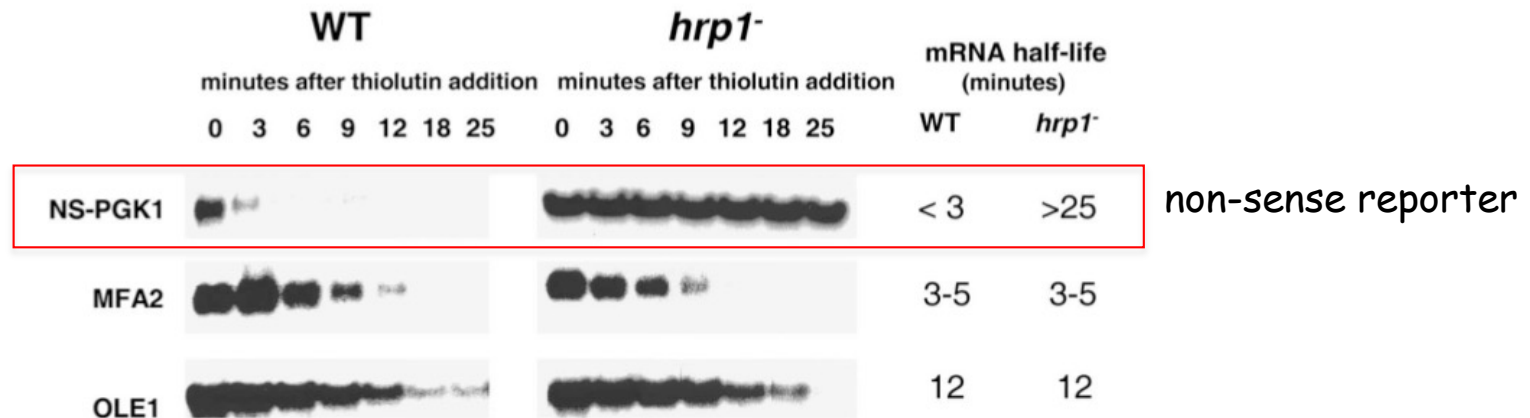 WT hrp1-
mRNA half-life
minutes after thiolutin addition minutes after thiolutin addition (minutes)
0 3 6 9 12 18 25 0 3 6 9 12 18 25 WT hrp1-
NS-PGK1 < 3 >25 non-sense reporter
MFA2 3-5 3-5
OLE1 12 12